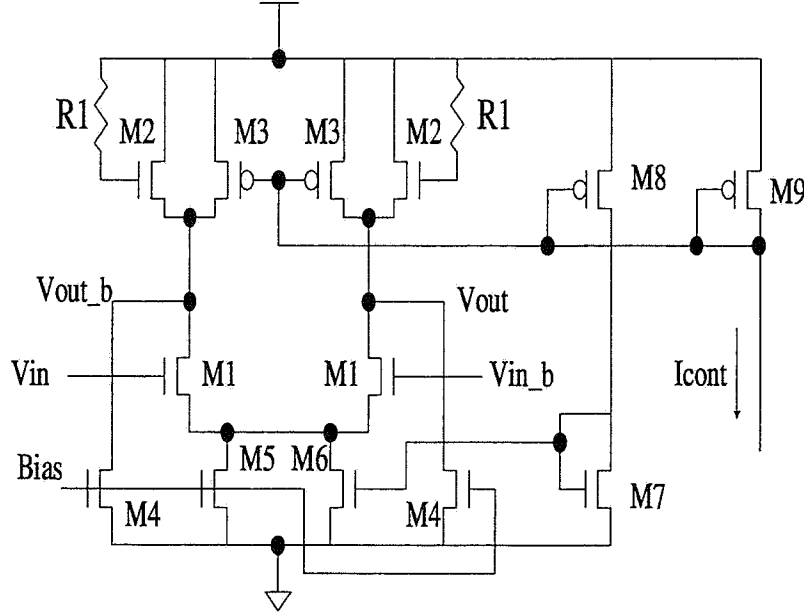 R1
M2
M3
M3
M2
R1
M8
M9
Vout_b
Vout
Vin
M1
M1
Vin_b
Icont
Bias
M5
M6
M4
M4
M7